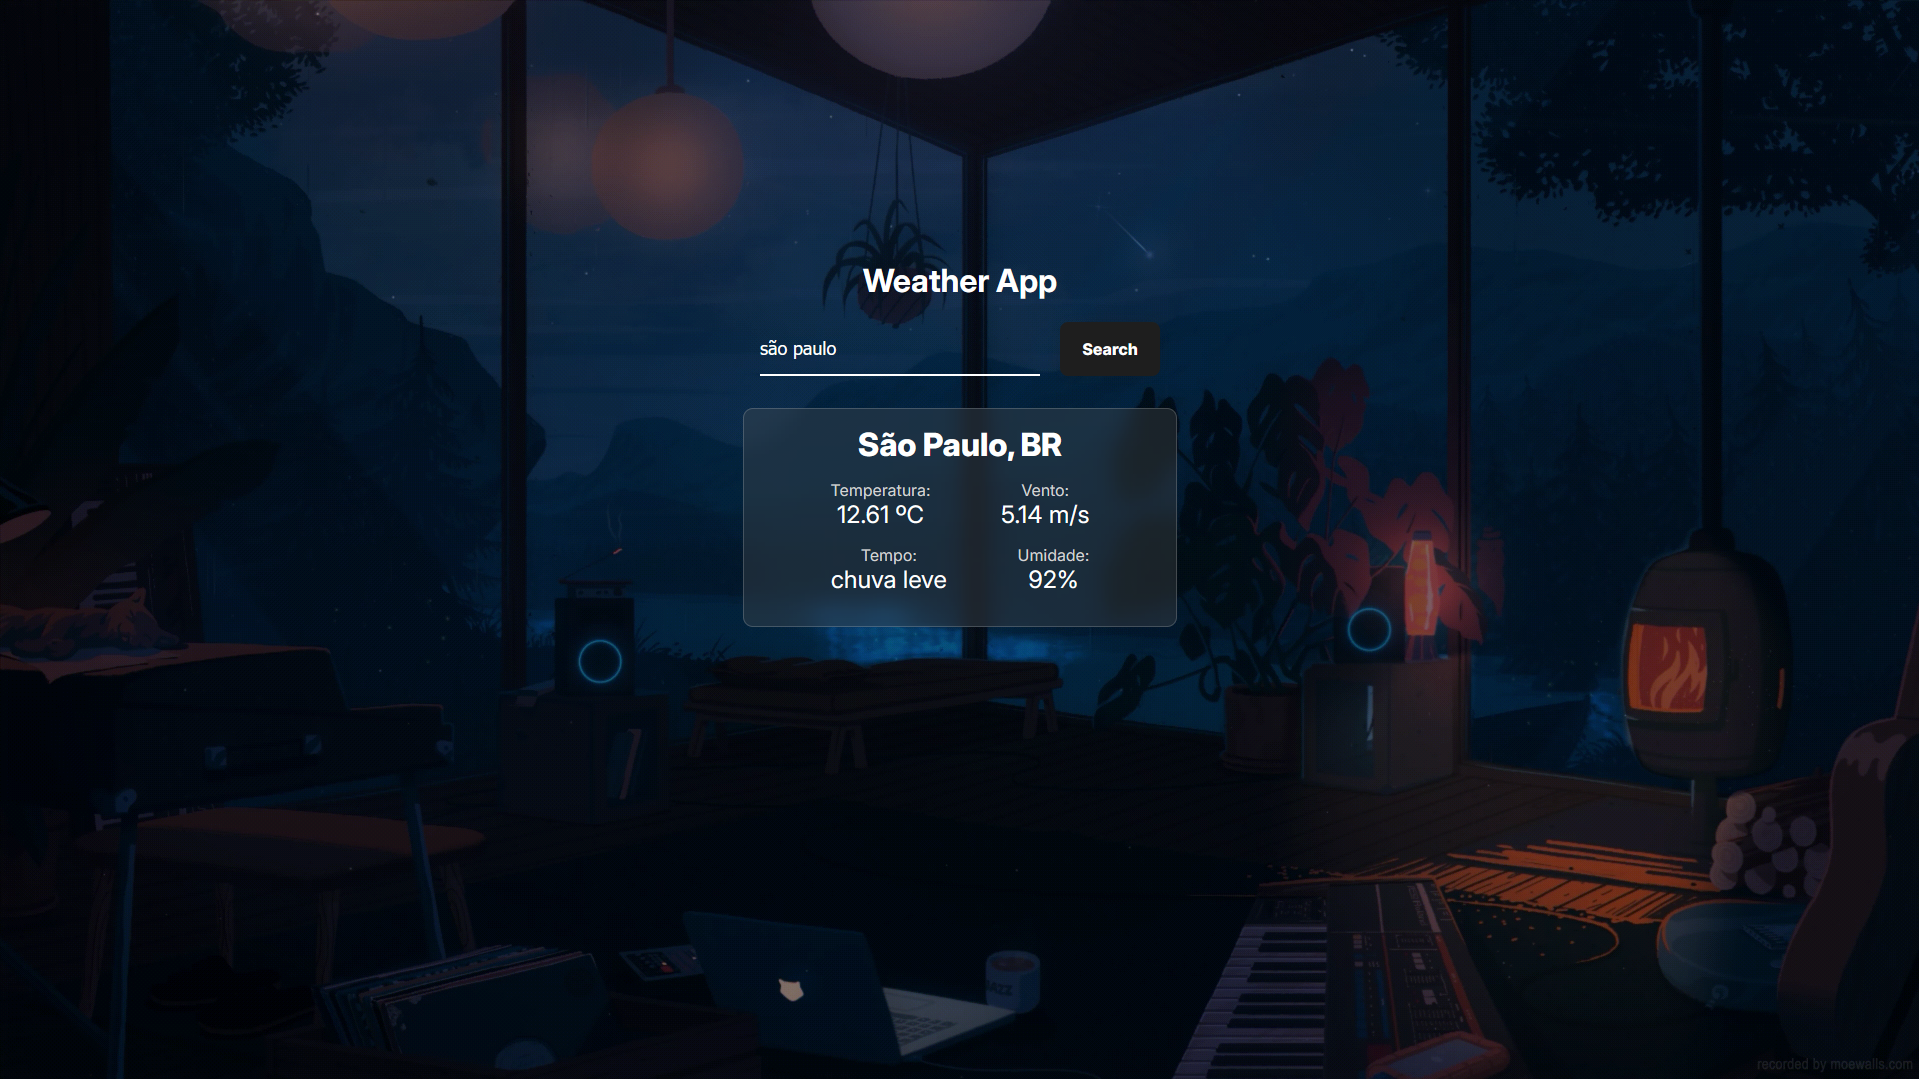 Weather App
são paulo
Search
São Paulo, BR
Temperatura: Vento:
12.61 ºC 5.14 m/s
Tempo: Umidade:
chuva leve 92%
JAZZ
recorded by moewalls.com